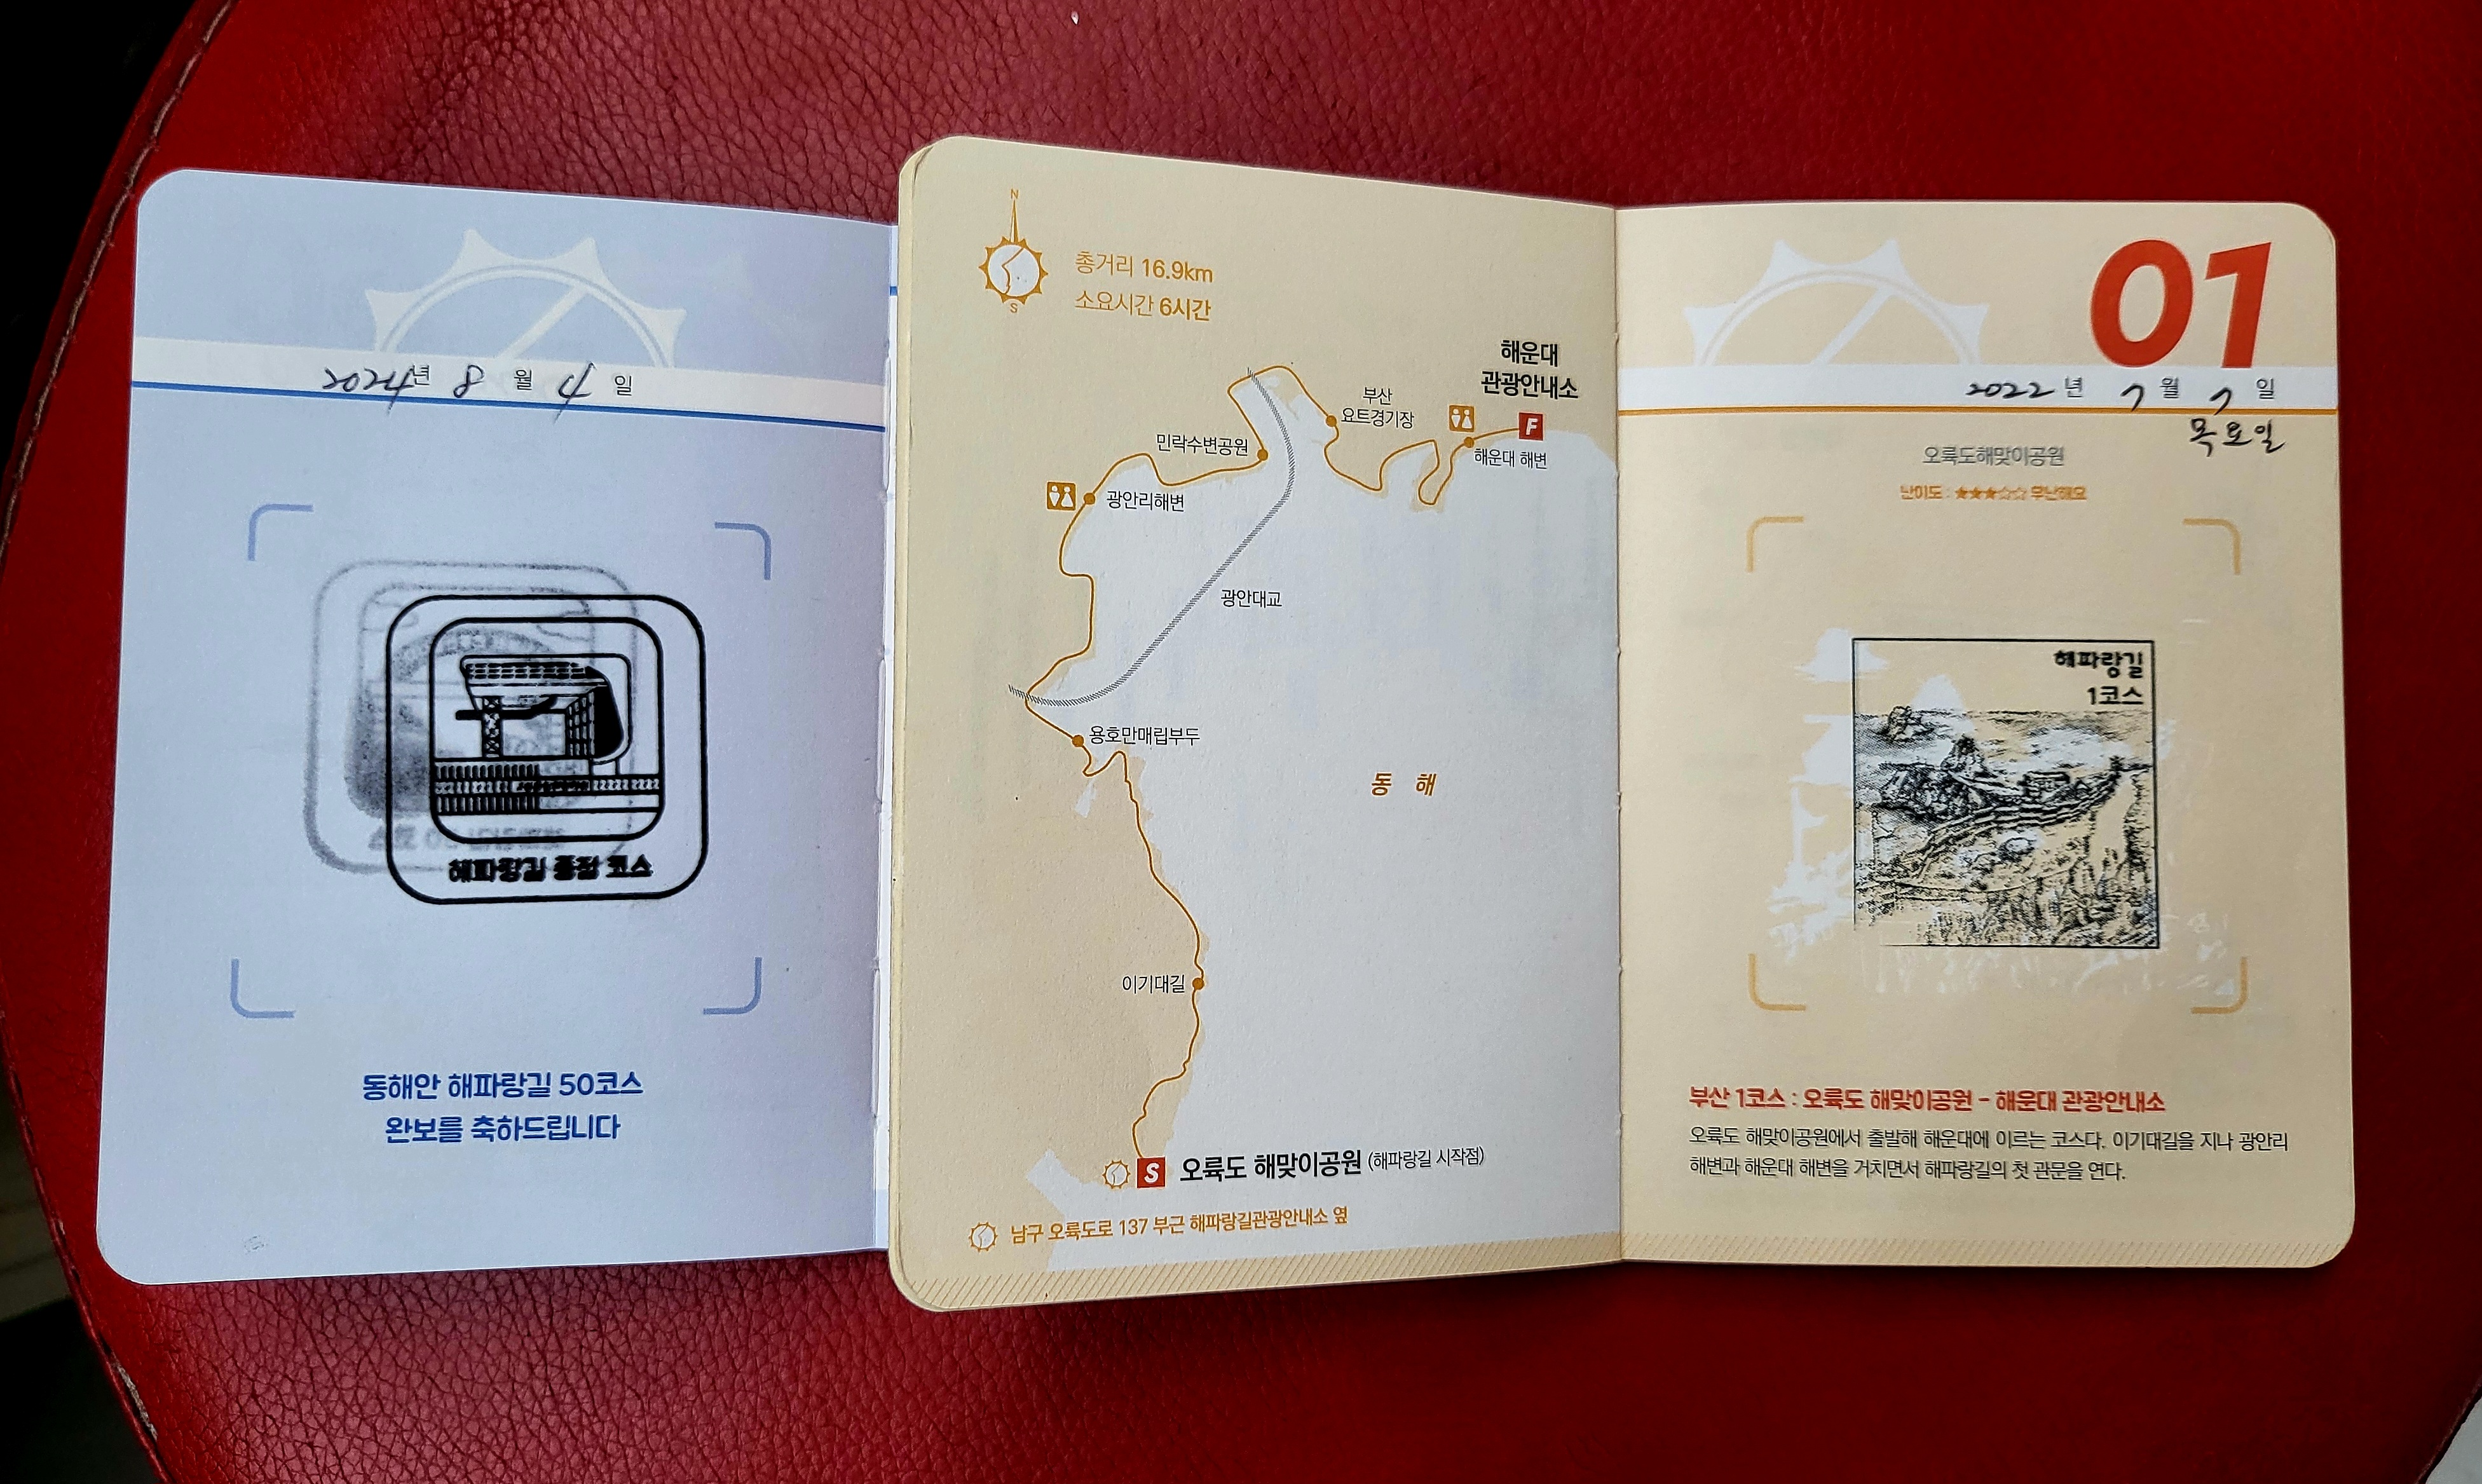 2024년 8월 4일
해파랑길 종점 코스
동해안 해파랑길 50코스
완보를 축하드립니다
N
S
총거리 16.9km
소요시간 6시간
해운대
관광안내소
F
부산
요트경기장
해운대 해변
민락수변공원
광안리해변
광안대교
용호만매립부두
동 해
이기대길
S 오륙도 해맞이공원 (해파랑길 시작점)
남구 오륙도로 137 부근 해파랑길관광안내소 옆
01
2022년 7월 7일
목요일
오륙도해맞이공원
난이도 : ★★★☆☆ 무난해요
해파랑길
1코스
부산 1코스 : 오륙도 해맞이공원 - 해운대 관광안내소
오륙도 해맞이공원에서 출발해 해운대에 이르는 코스다. 이기대길을 지나 광안리
해변과 해운대 해변을 거치면서 해파랑길의 첫 관문을 연다.